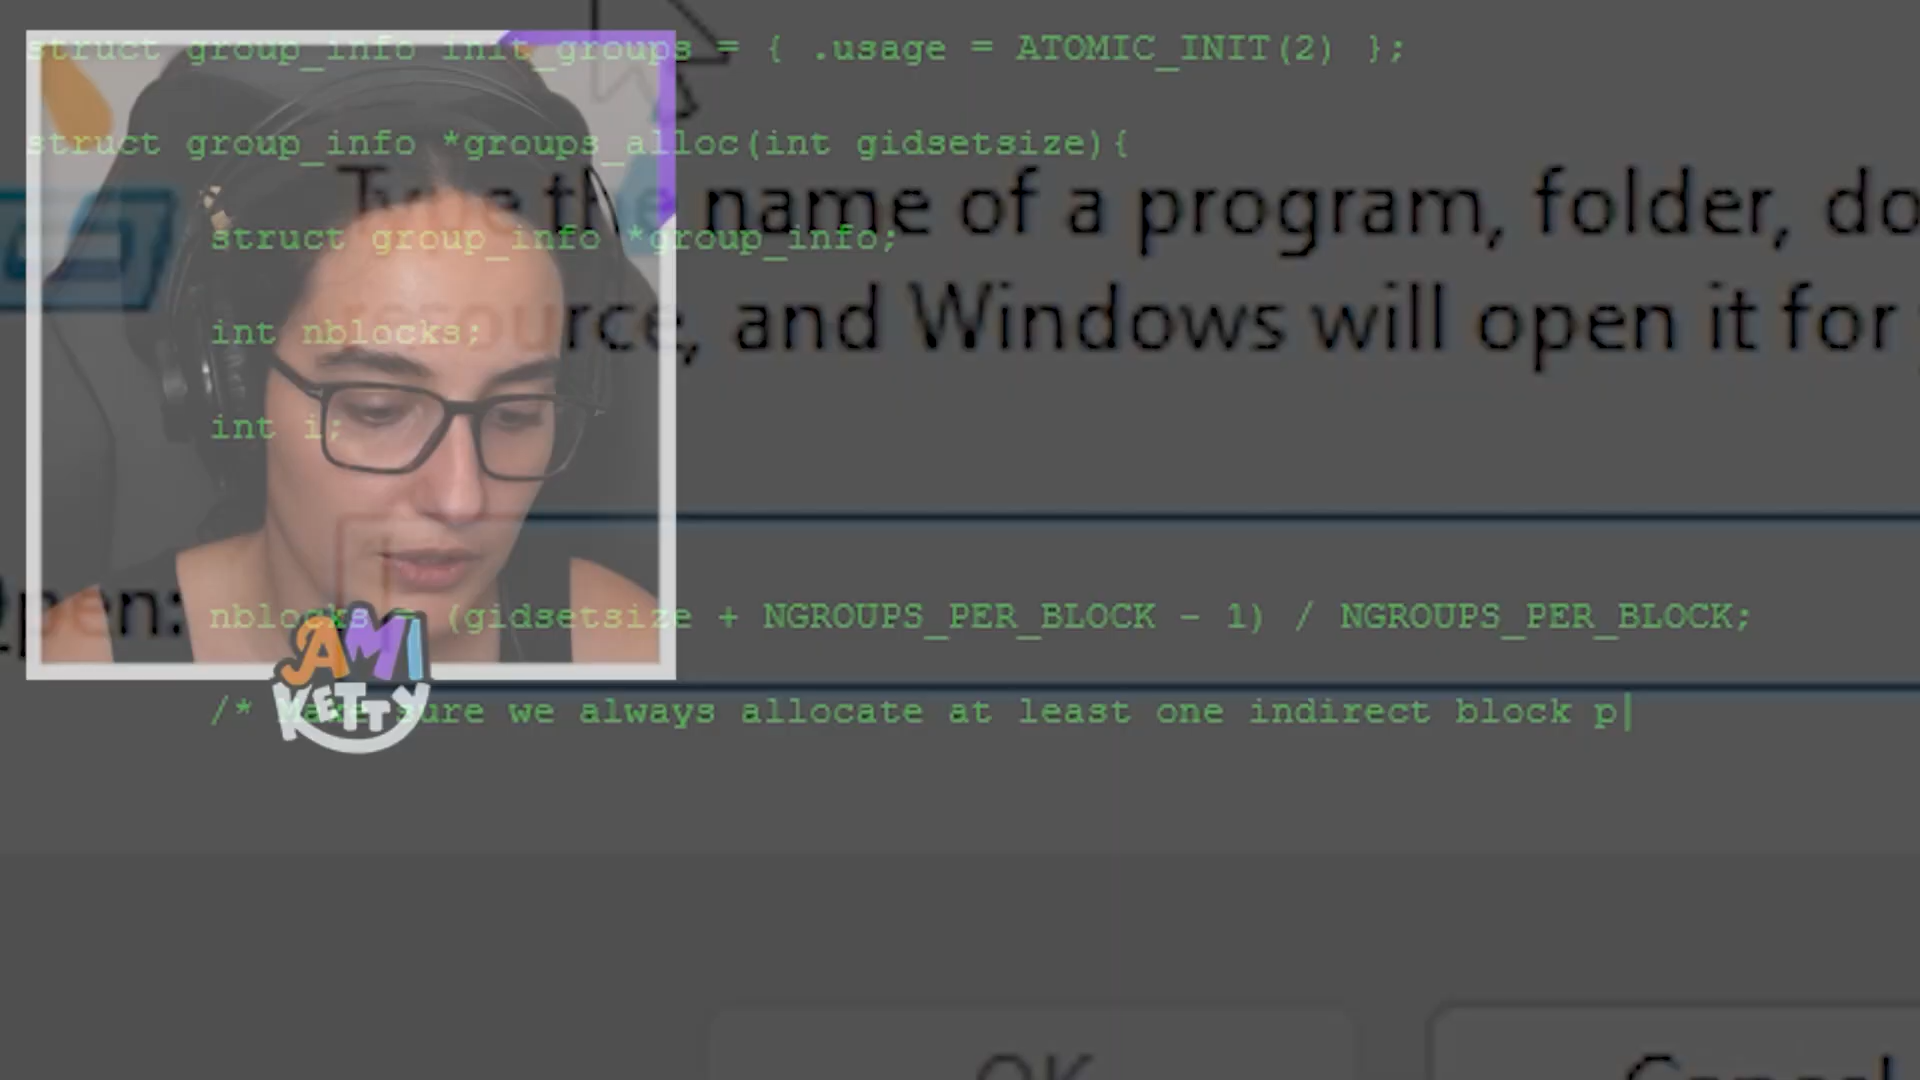 struct group_info init_groups = { .usage = ATOMIC_INIT(2) };
struct group_info *groups_alloc(int gidsetsize){
Type the name of a program, folder, do
struct group_info *group_info;
resource, and Windows will open it for
int nblocks;
int i;
Open:
nblocks = (gidsetsize + NGROUPS_PER_BLOCK - 1) / NGROUPS_PER_BLOCK;
AMI
KETTY
/* Make sure we always allocate at least one indirect block p
OK
Cancel